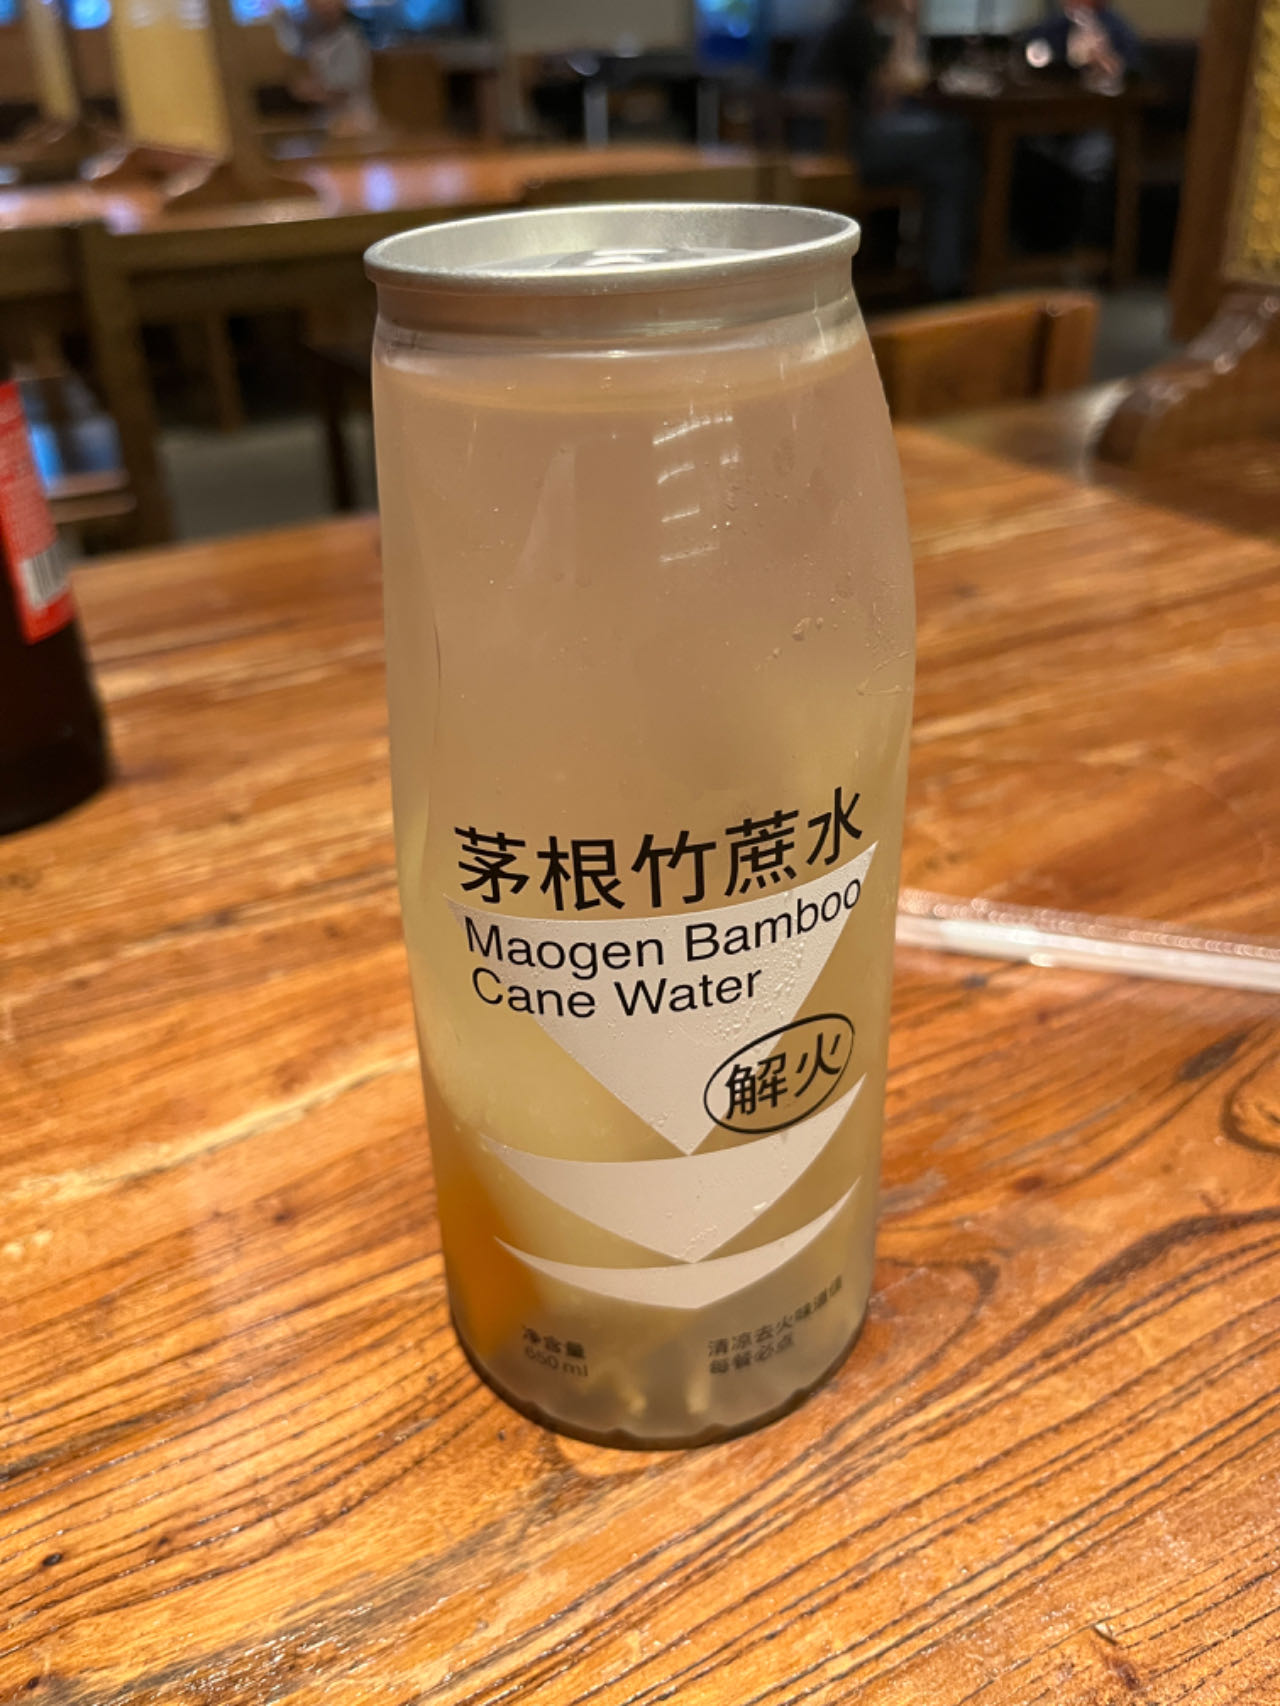 茅根竹蔗水
Maogen Bamboo
Cane Water
解火
净含量
650ml
清凉去火味道佳
每餐必点